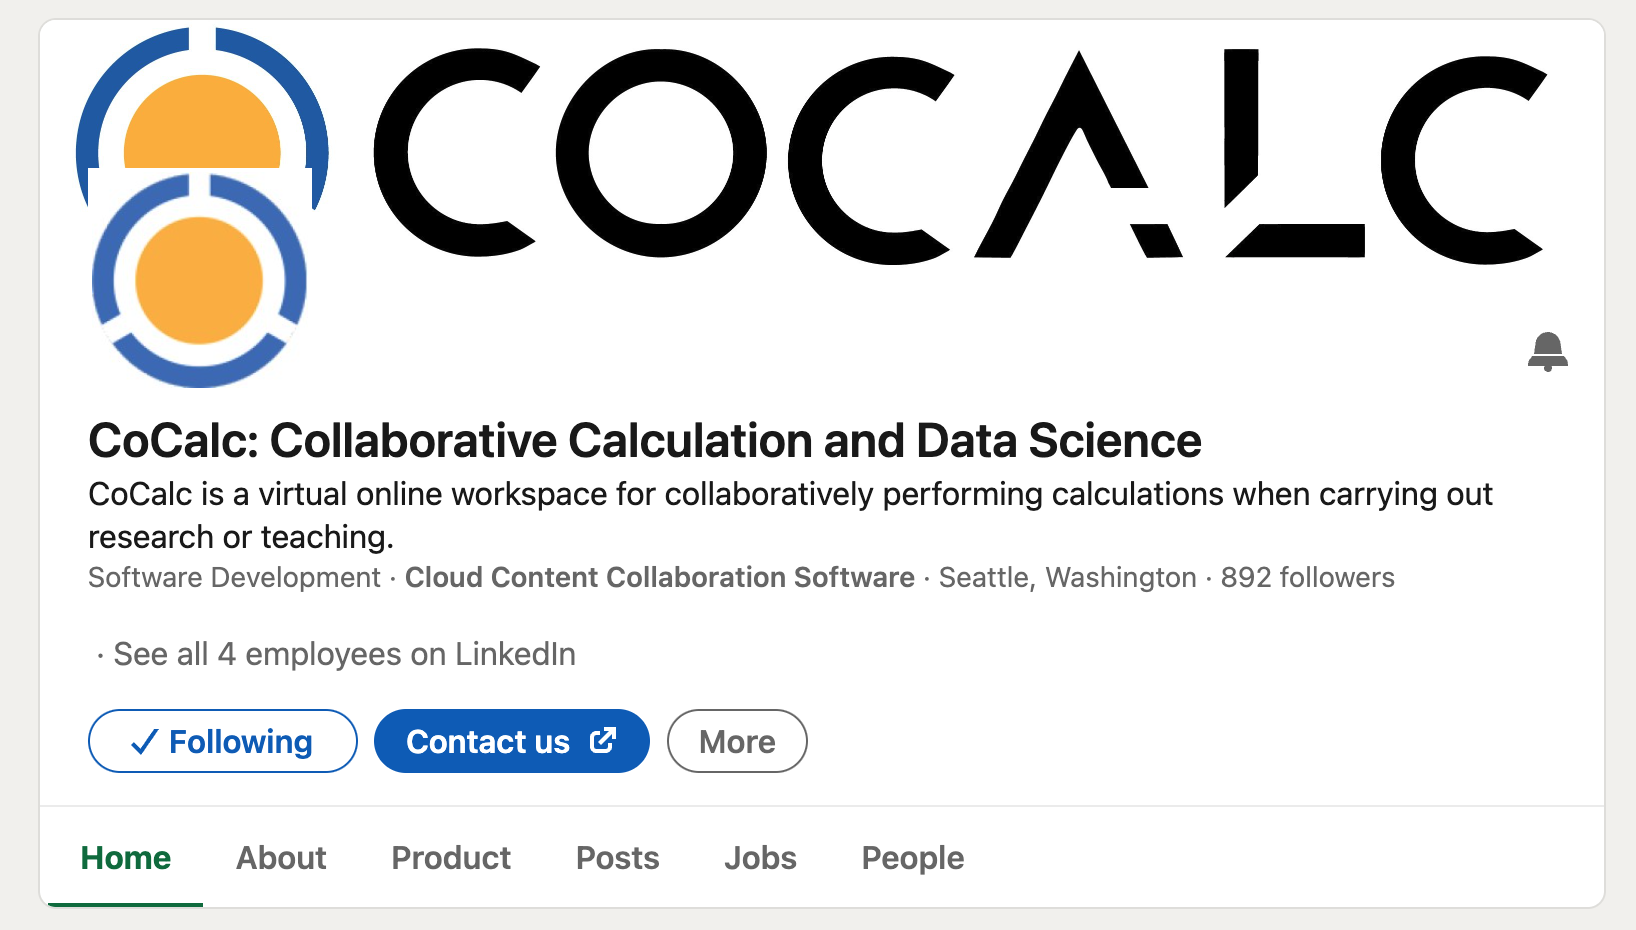 COCALC
CoCalc: Collaborative Calculation and Data Science
CoCalc is a virtual online workspace for collaboratively performing calculations when carrying out
research or teaching.
Software Development · Cloud Content Collaboration Software · Seattle, Washington · 892 followers
· See all 4 employees on LinkedIn
Following Contact us More
Home About Product Posts Jobs People